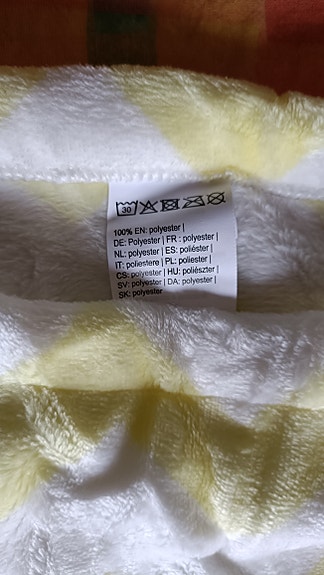 30
100% EN: polyester |
DE: Polyester | FR : polyester |
NL: polyester | ES: poliéster |
IT: poliestere | PL: poliester |
CS: polyester | HU: poliészter |
SV: polyester | DA: polyester |
SK: polyester